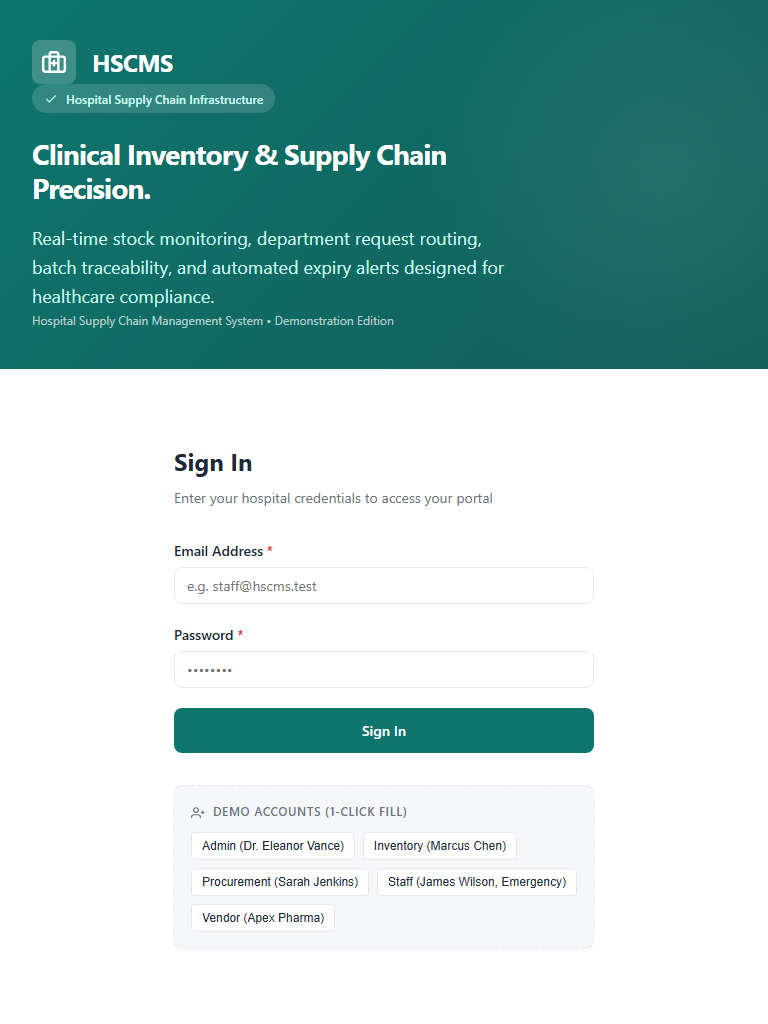 HSCMS
Hospital Supply Chain Infrastructure
Clinical Inventory & Supply Chain
Precision.
Real-time stock monitoring, department request routing,
batch traceability, and automated expiry alerts designed for
healthcare compliance.
Hospital Supply Chain Management System • Demonstration Edition
Sign In
Enter your hospital credentials to access your portal
Email Address *
e.g. staff@hscms.test
Password *
••••••••
Sign In
DEMO ACCOUNTS (1-CLICK FILL)
Admin (Dr. Eleanor Vance) Inventory (Marcus Chen)
Procurement (Sarah Jenkins) Staff (James Wilson, Emergency)
Vendor (Apex Pharma)